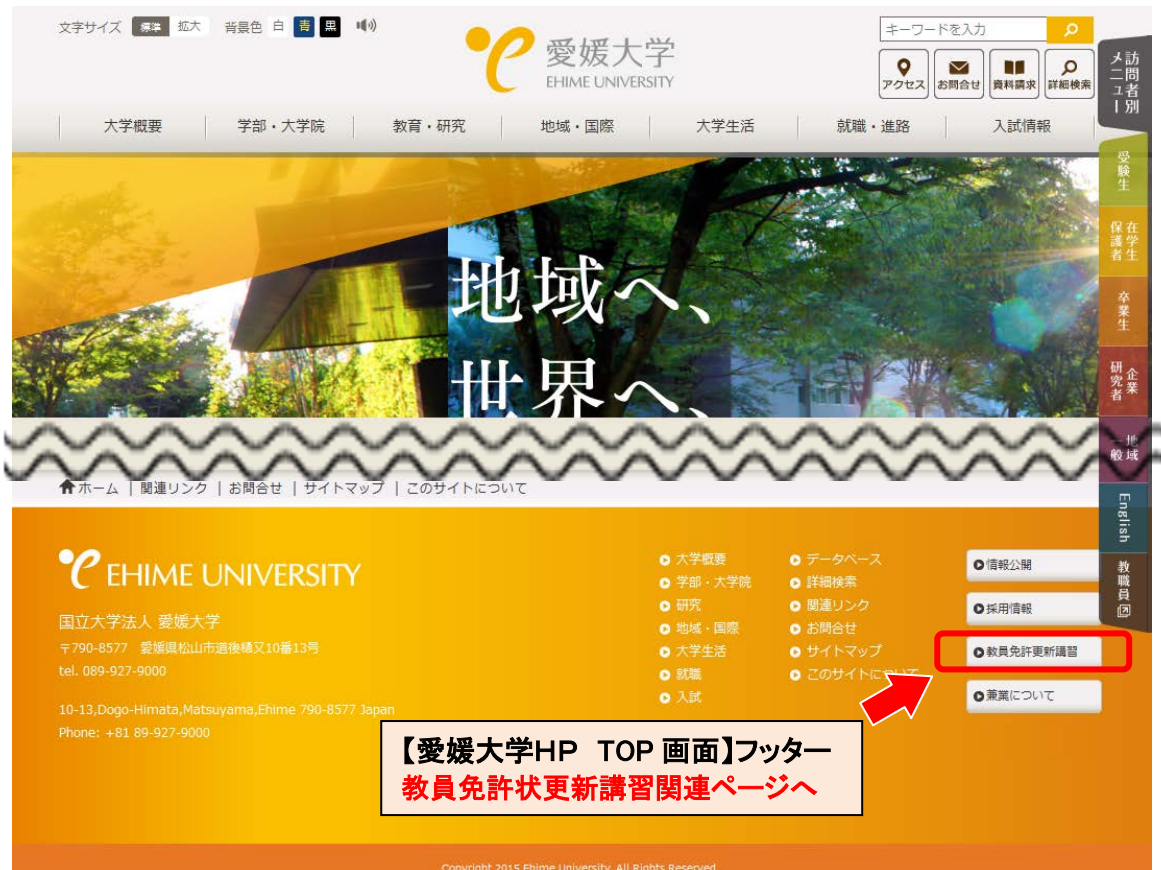 文字サイズ 標準 拡大 背景色 白 青 黒
愛媛大学
EHIME UNIVERSITY
キーワードを入力
アクセス お問合せ 資料請求 詳細検索
大学概要 学部・大学院 教育・研究 地域・国際 大学生活 就職・進路 入試情報
訪問者別メニュー
受験生
在学生
保護者
卒業生
企業
研究者
地域
一般
English
教職員
地域へ、
世界へ、
ホーム | 関連リンク | お問合せ | サイトマップ | このサイトについて
EHIME UNIVERSITY
国立大学法人 愛媛大学
〒790-8577 愛媛県松山市道後樋又10番13号
tel. 089-927-9000
10-13,Dogo-Himata,Matsuyama,Ehime 790-8577 Japan
Phone: +81 89-927-9000
大学概要
学部・大学院
研究
地域・国際
大学生活
就職
入試
データベース
詳細検索
関連リンク
お問合せ
サイトマップ
このサイトについて
情報公開
採用情報
教員免許更新講習
兼業について
【愛媛大学HP TOP 画面】フッター
教員免許状更新講習関連ページへ
Copyright 2015 Ehime University. All Rights Reserved.